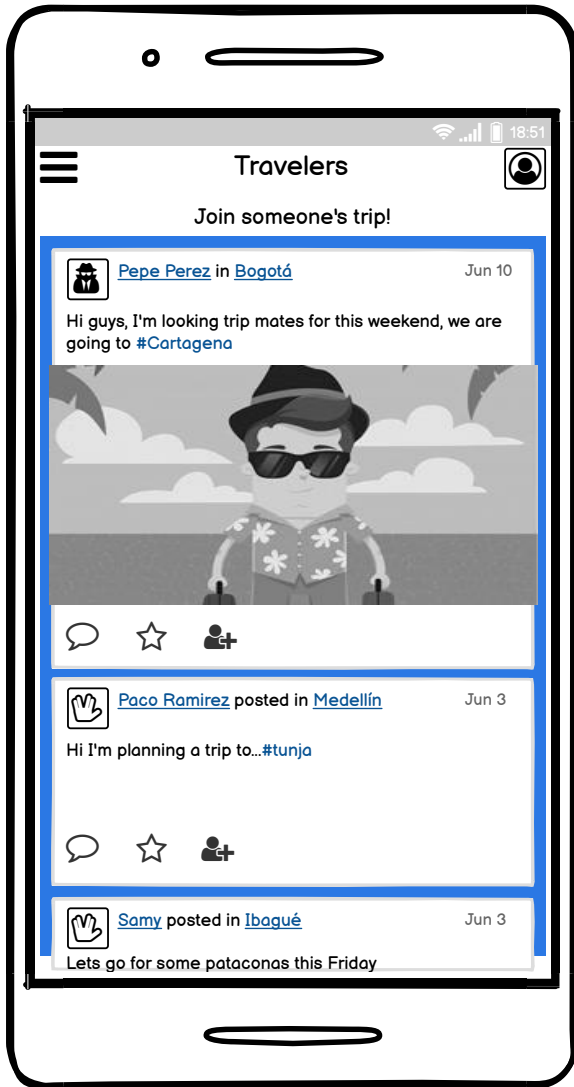 18:51
Travelers
Join someone's trip!
Pepe Perez in Bogotá Jun 10
Hi guys, I'm looking trip mates for this weekend, we are
going to #Cartagena
Paco Ramirez posted in Medellín Jun 3
Hi I'm planning a trip to...#tunja
Samy posted in Ibagué Jun 3
Lets go for some pataconas this Friday